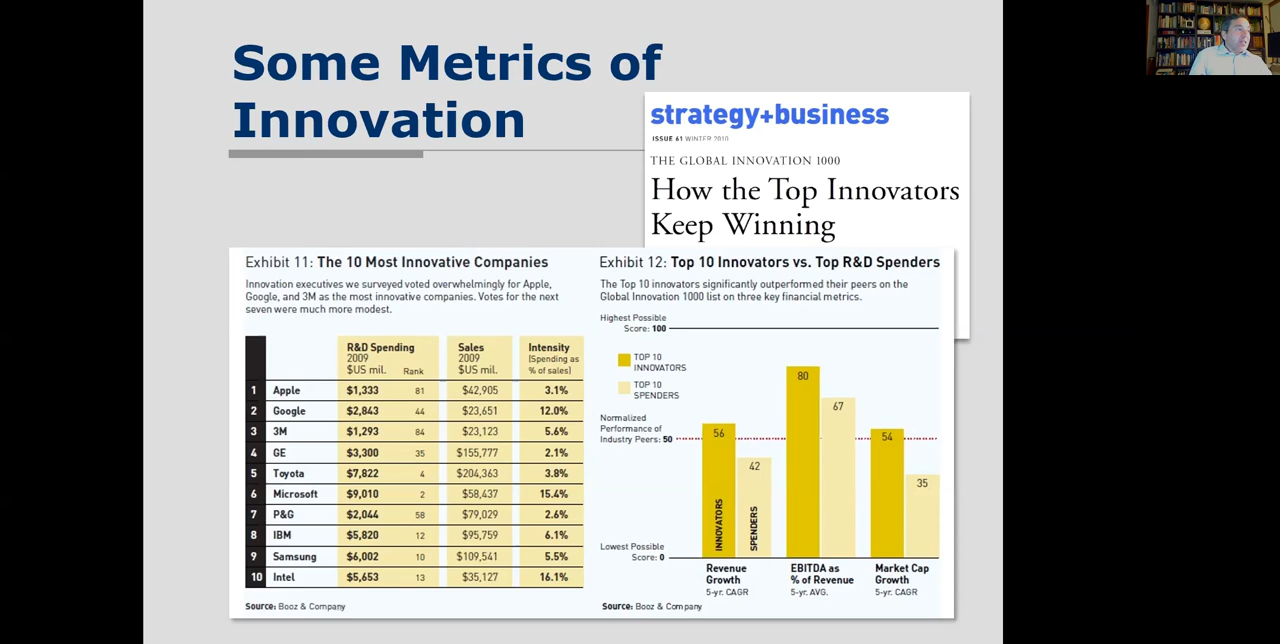 Some Metrics of
Innovation
strategy+business
ISSUE 61 WINTER 2010
THE GLOBAL INNOVATION 1000
How the Top Innovators
Keep Winning
Exhibit 11: The 10 Most Innovative Companies
Innovation executives we surveyed voted overwhelmingly for Apple,
Google, and 3M as the most innovative companies. Votes for the next
seven were much more modest.
R&D Spending Sales Intensity
2009 2009 (Spending as
$US mil. Rank $US mil. % of sales)
1 Apple $1,333 81 $42,905 3.1%
2 Google $2,843 44 $23,651 12.0%
3 3M $1,293 84 $23,123 5.6%
4 GE $3,300 35 $155,777 2.1%
5 Toyota $7,822 4 $204,363 3.8%
6 Microsoft $9,010 2 $58,437 15.4%
7 P&G $2,044 58 $79,029 2.6%
8 IBM $5,820 12 $95,759 6.1%
9 Samsung $6,002 10 $109,541 5.5%
10 Intel $5,653 13 $35,127 16.1%
Source: Booz & Company
Exhibit 12: Top 10 Innovators vs. Top R&D Spenders
The Top 10 innovators significantly outperformed their peers on the
Global Innovation 1000 list on three key financial metrics.
Highest Possible
Score: 100
TOP 10
INNOVATORS
TOP 10
SPENDERS
Normalized
Performance of
Industry Peers: 50
Lowest Possible
Score: 0
56
42
80
67
54
35
INNOVATORS
SPENDERS
Revenue
Growth
5-yr. CAGR
EBITDA as
% of Revenue
5-yr. AVG.
Market Cap
Growth
5-yr. CAGR
Source: Booz & Company